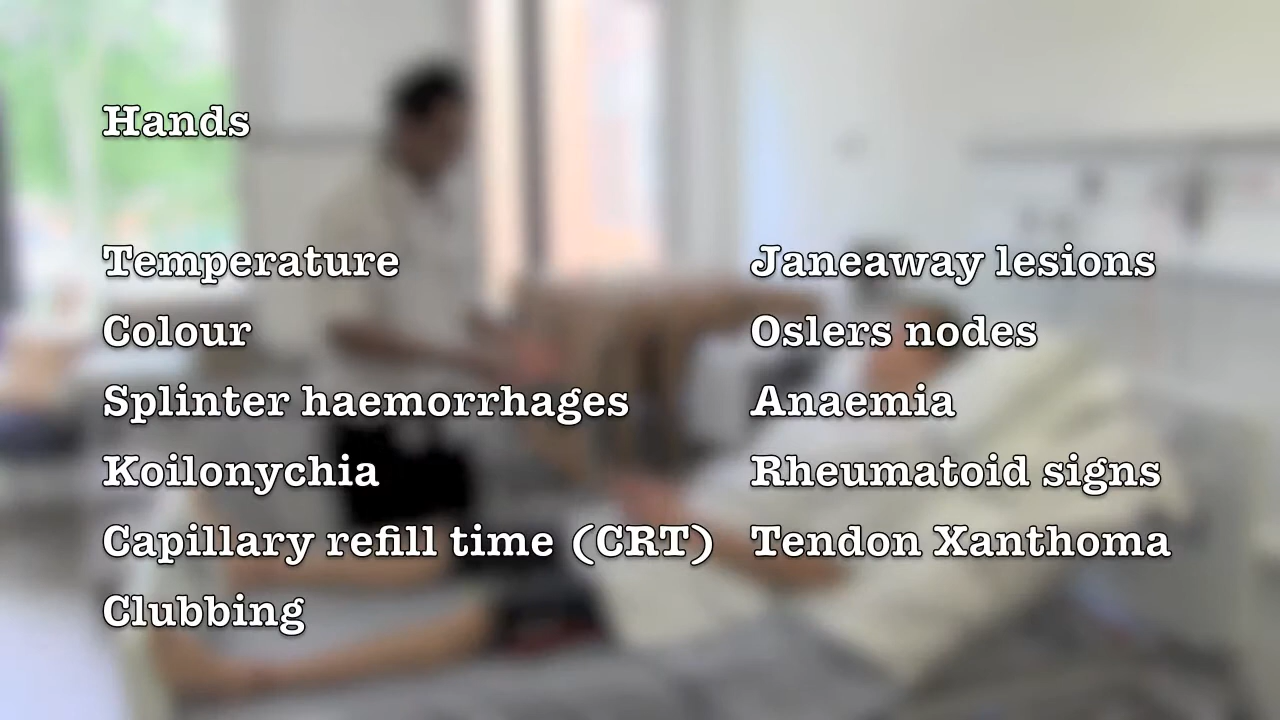 Hands
Temperature
Colour
Splinter haemorrhages
Koilonychia
Capillary refill time (CRT)
Clubbing
Janeaway lesions
Oslers nodes
Anaemia
Rheumatoid signs
Tendon Xanthoma